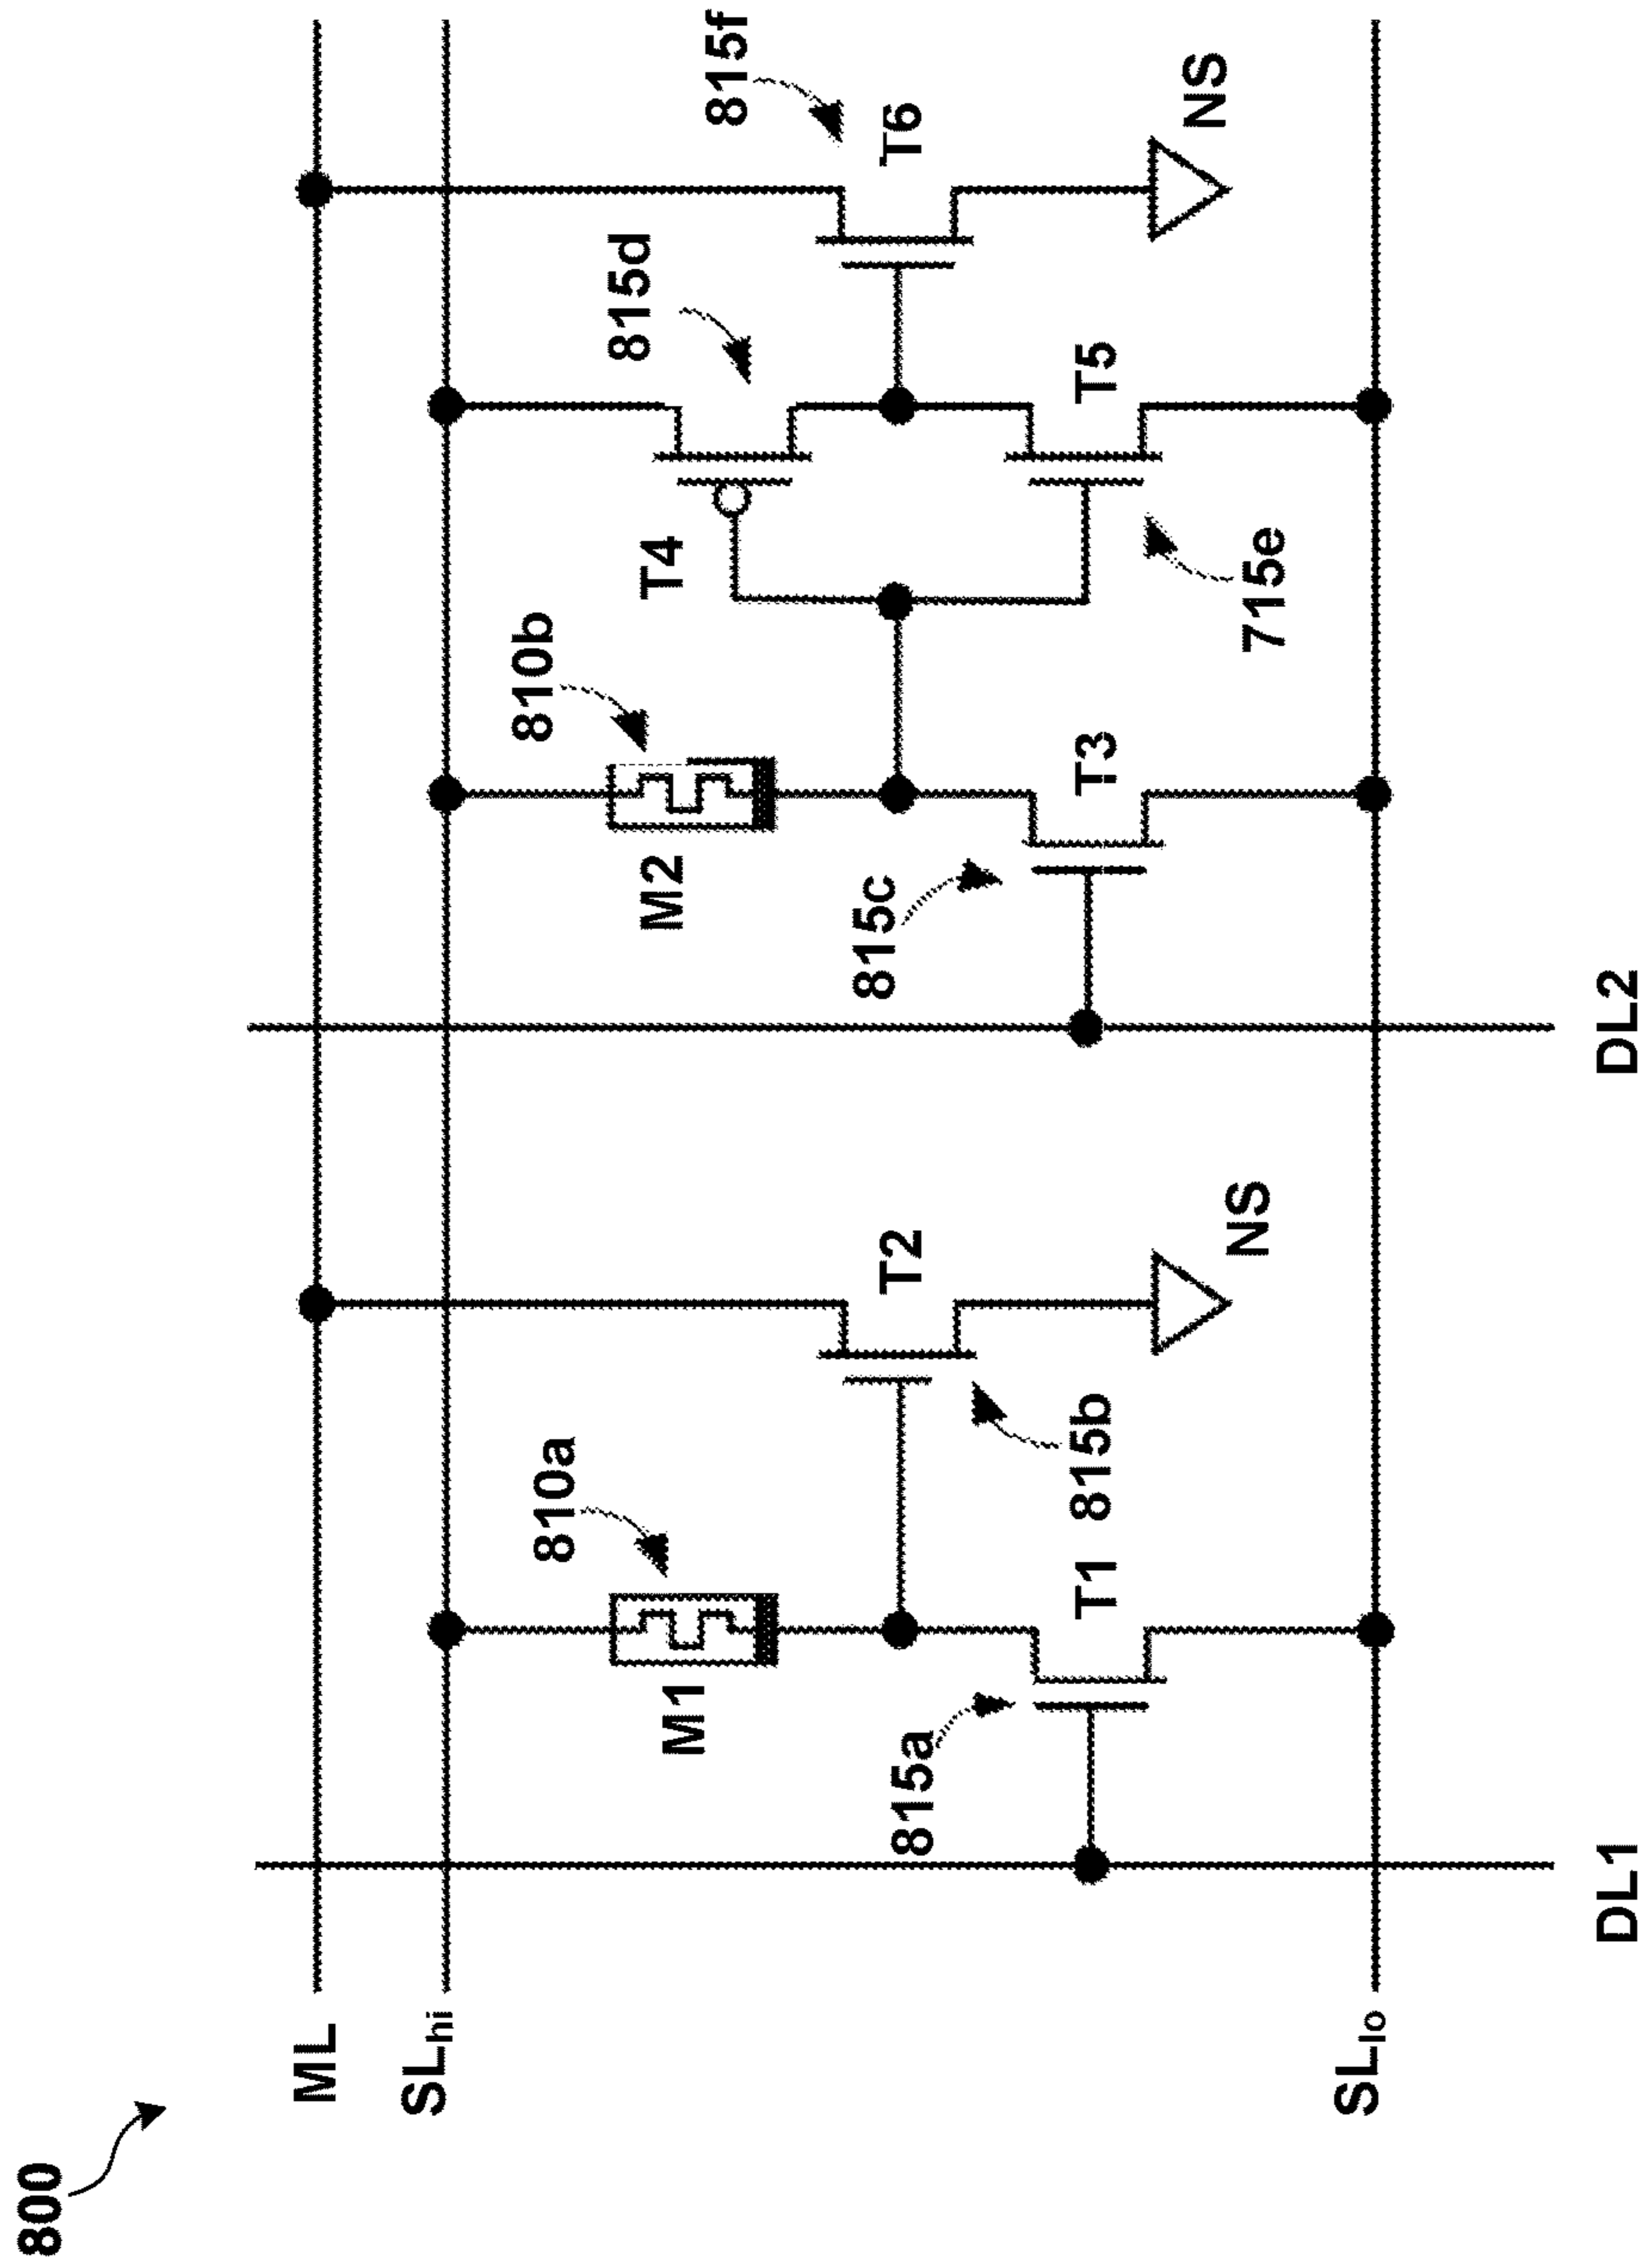 800
ML
SLhi
SLlo
DL1
DL2
M1
810a
815a
T1
815b
T2
NS
M2
810b
815c
T3
T4
815d
715e
T5
815f
T6
NS